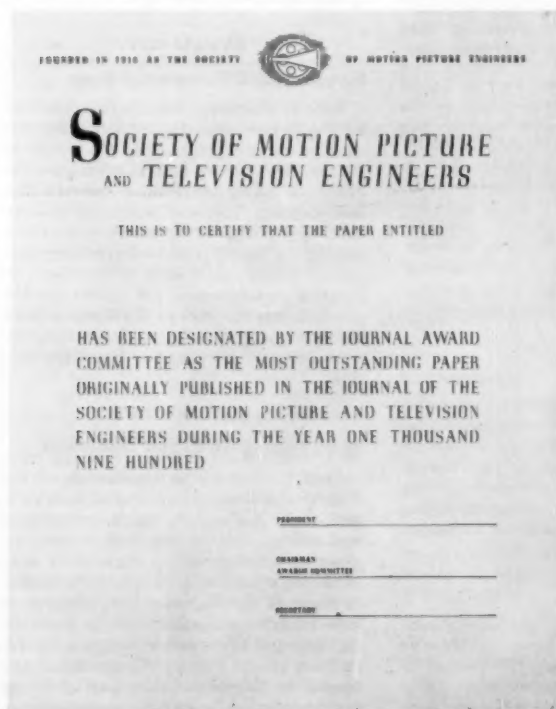 FOUNDED IN 1916 AS THE SOCIETY OF MOTION PICTURE ENGINEERS
SOCIETY OF MOTION PICTURE
AND TELEVISION ENGINEERS
THIS IS TO CERTIFY THAT THE PAPER ENTITLED
HAS BEEN DESIGNATED BY THE JOURNAL AWARD
COMMITTEE AS THE MOST OUTSTANDING PAPER
ORIGINALLY PUBLISHED IN THE JOURNAL OF THE
SOCIETY OF MOTION PICTURE AND TELEVISION
ENGINEERS DURING THE YEAR ONE THOUSAND
NINE HUNDRED
PRESIDENT
CHAIRMAN
AWARDS COMMITTEE
SECRETARY